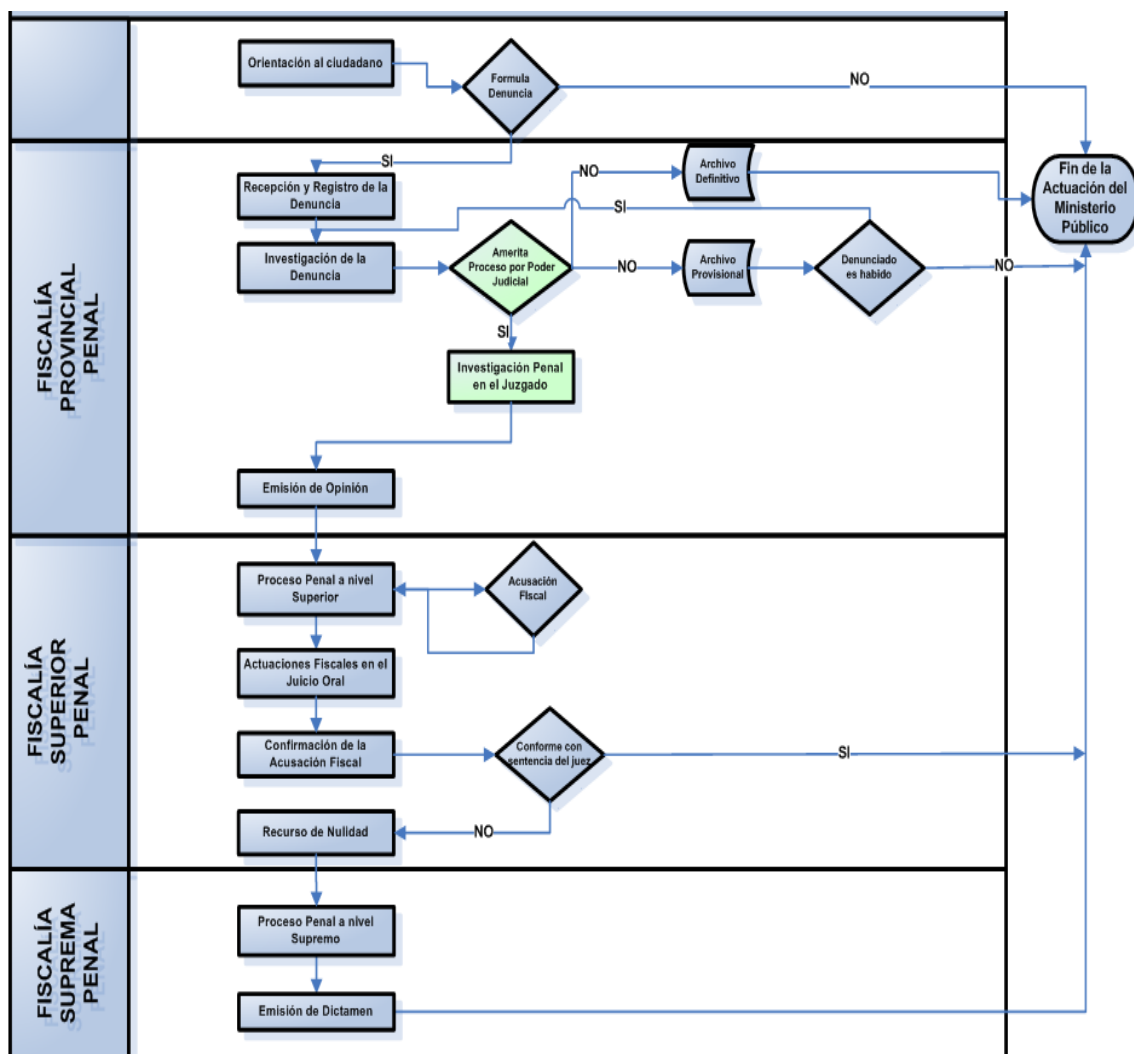 Orientación al ciudadano
Formula
Denuncia
NO
SI
FISCALÍA
PROVINCIAL
PENAL
Recepción y Registro de la
Denuncia
Investigación de la
Denuncia
Amerita
Proceso por Poder
Judicial
NO
Archivo
Definitivo
SI
NO
Archivo
Provisional
Denunciado
es habido
NO
Fin de la
Actuación del
Ministerio
Público
SI
Investigación Penal
en el Juzgado
Emisión de Opinión
FISCALÍA
SUPERIOR
PENAL
Proceso Penal a nivel
Superior
Acusación
FIscal
Actuaciones Fiscales en el
Juicio Oral
Confirmación de la
Acusación Fiscal
Conforme con
sentencia del juez
SI
NO
Recurso de Nulidad
FISCALÍA
SUPREMA
PENAL
Proceso Penal a nivel
Supremo
Emisión de Dictamen